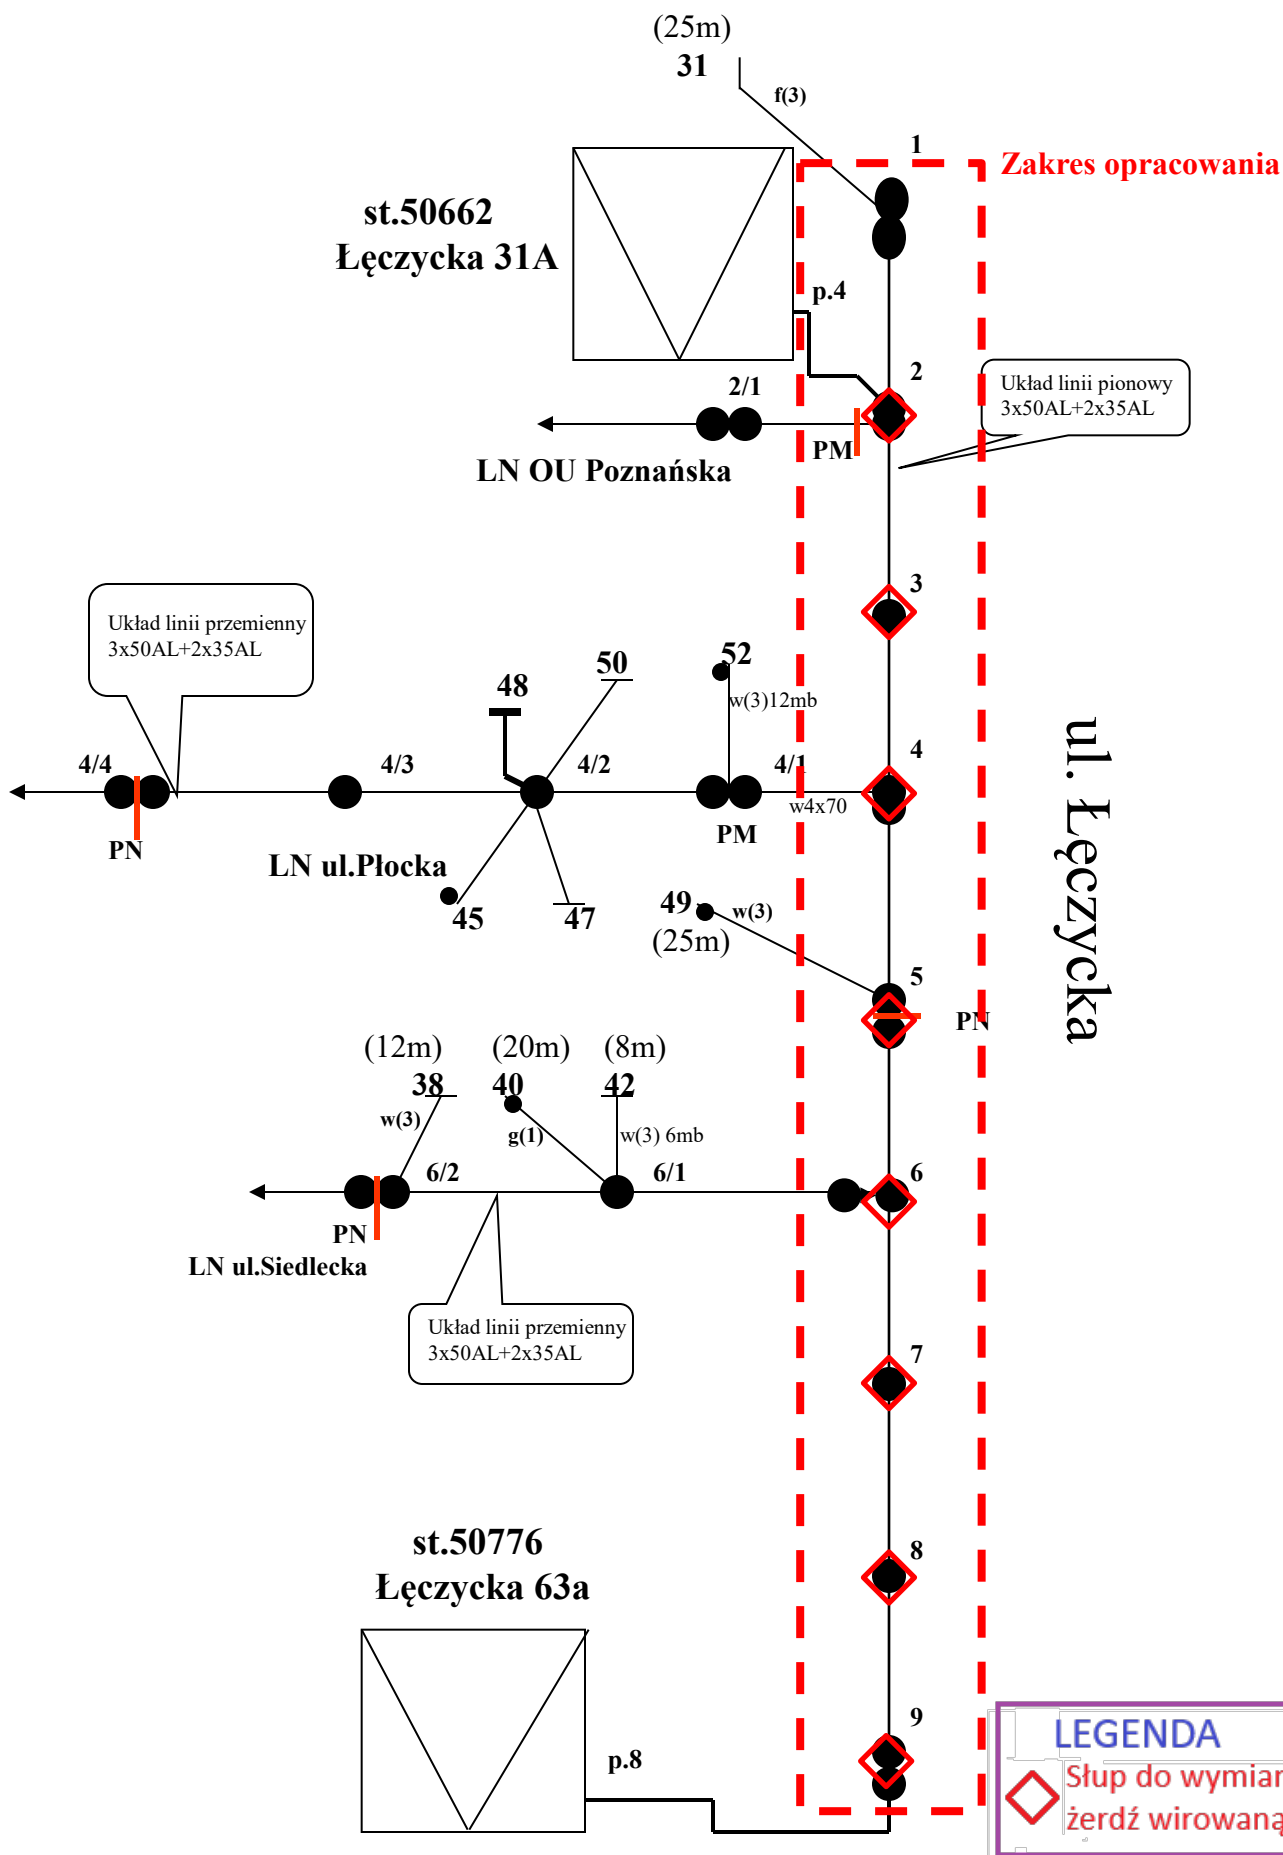 (25m)
31
f(3)
1
Zakres opracowania
st.50662
Łęczycka 31A
p.4
2
Układ linii pionowy
3x50AL+2x35AL
2/1
PM
LN OU Poznańska
3
Układ linii przemienny
3x50AL+2x35AL
48
50
52
w(3)12mb
4/4
4/3
4/2
4/1
4
w4x70
PN
PM
LN ul.Płocka
45
47
49
(25m)
w(3)
5
PN
ul. Łęczycka
(12m)
38
w(3)
(20m)
40
g(1)
(8m)
42
w(3) 6mb
6/2
6/1
6
PN
LN ul.Siedlecka
Układ linii przemienny
3x50AL+2x35AL
7
8
st.50776
Łęczycka 63a
p.8
9
LEGENDA
Słup do
żerdź wirowaną